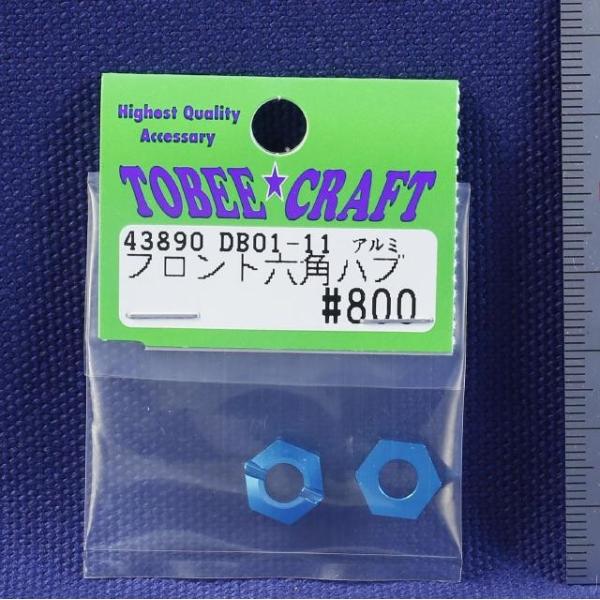 Highest Quality
Accessary
TOBEE★CRAFT
43890 DB01-11 アルミ
フロント六角ハブ
#800